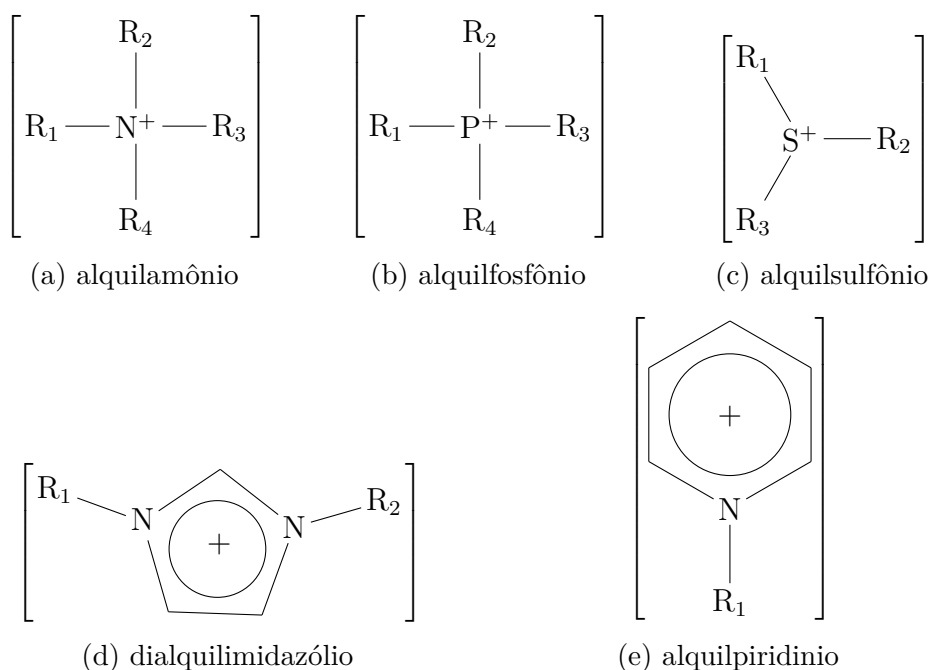 R₂
R₁ N⁺ R₃
R₄
(a) alquilamônio
R₂
R₁ P⁺ R₃
R₄
(b) alquilfosfônio
R₁
S⁺ R₂
R₃
(c) alquilsulfônio
R₁ R₂
N N
+
(d) dialquilimidazólio
+
N
R₁
(e) alquilpiridinio